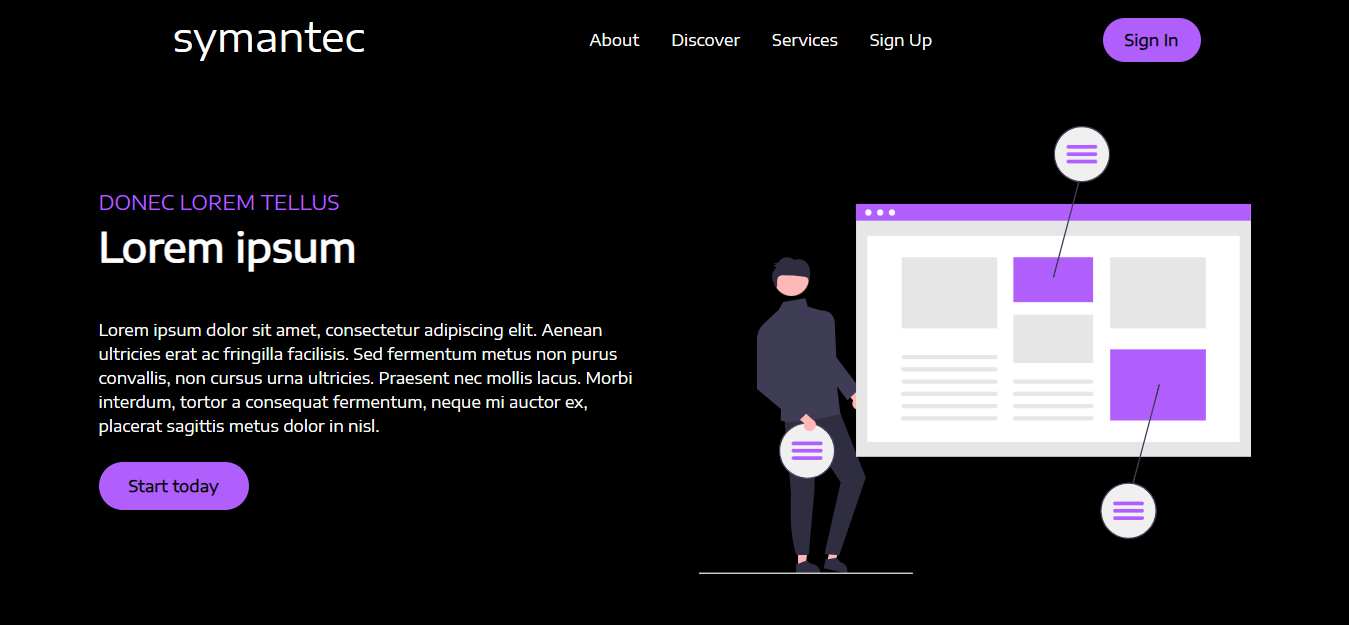 symantec
About Discover Services Sign Up
Sign In
DONEC LOREM TELLUS
Lorem ipsum
Lorem ipsum dolor sit amet, consectetur adipiscing elit. Aenean
ultricies erat ac fringilla facilisis. Sed fermentum metus non purus
convallis, non cursus urna ultricies. Praesent nec mollis lacus. Morbi
interdum, tortor a consequat fermentum, neque mi auctor ex,
placerat sagittis metus dolor in nisl.
Start today